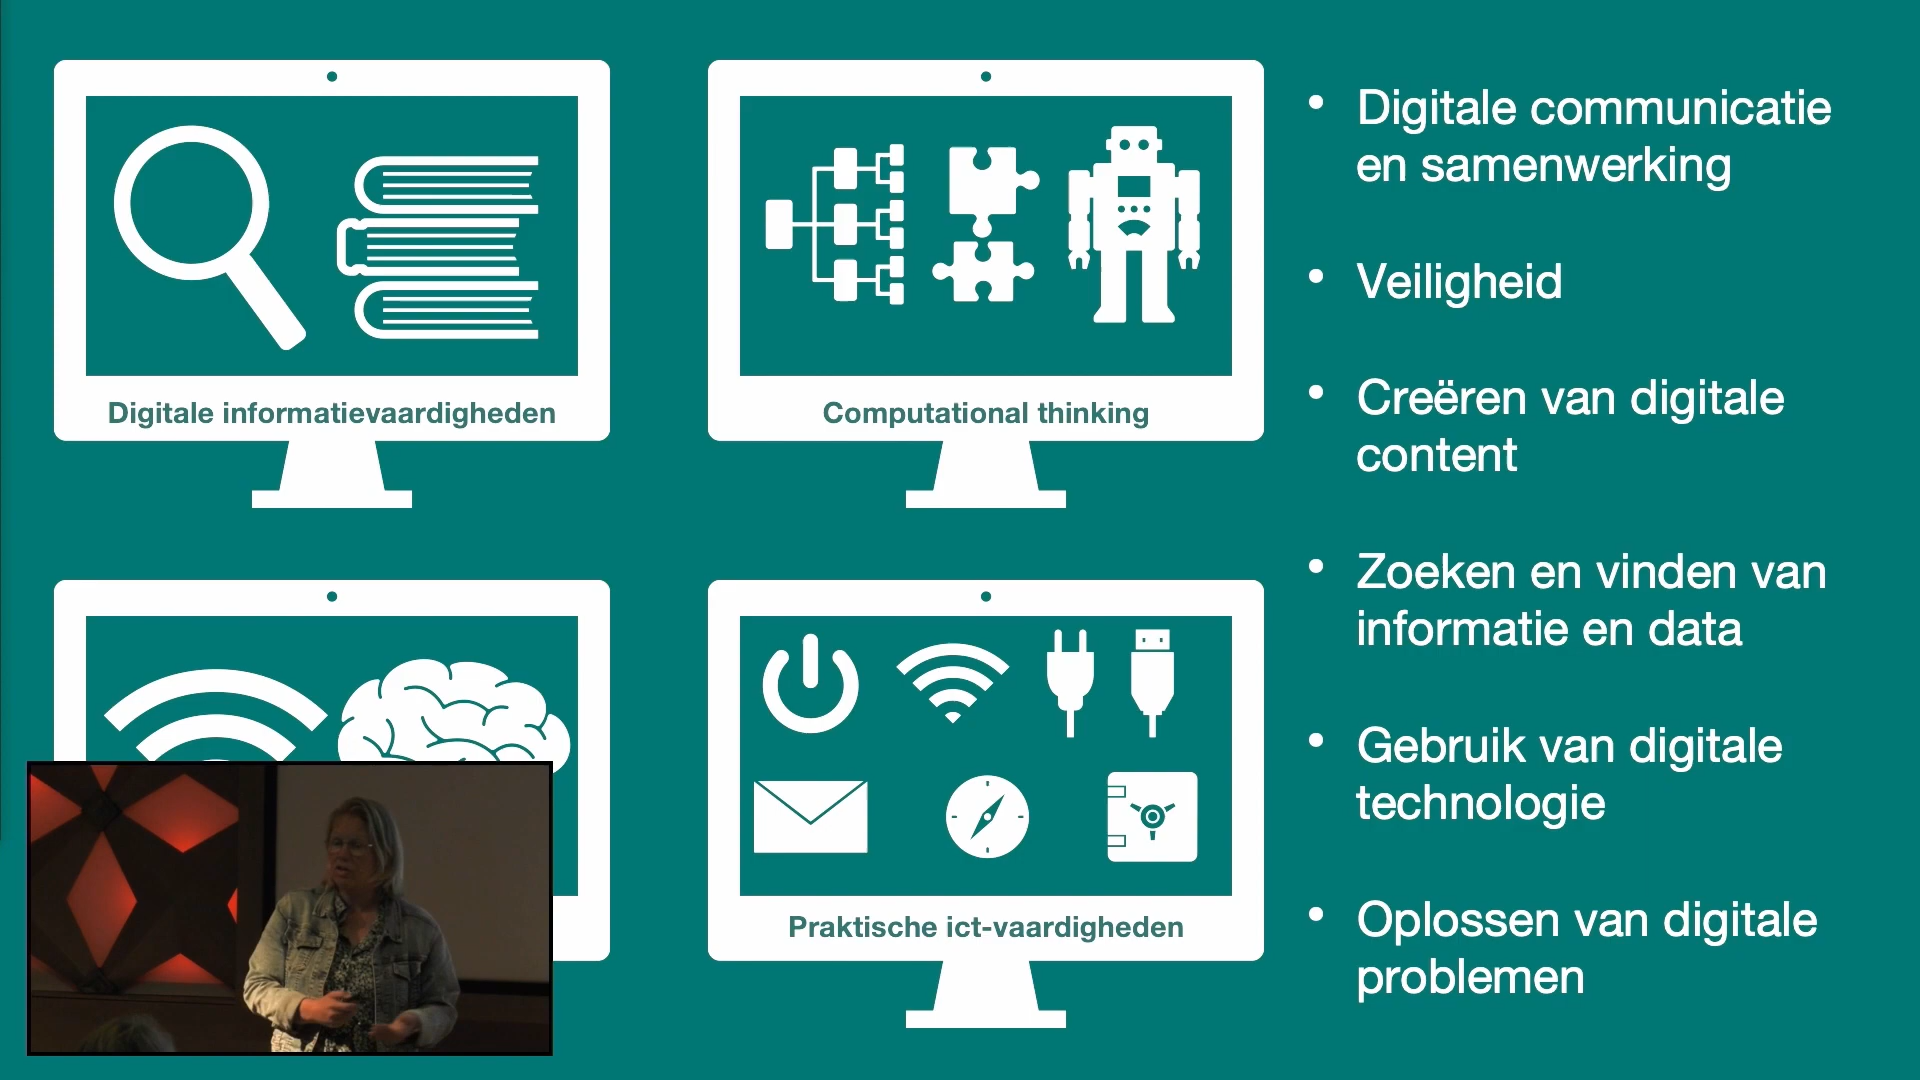 Digitale informatievaardigheden
Computational thinking
Praktische ict-vaardigheden
Digitale communicatie
en samenwerking
Veiligheid
Creëren van digitale
content
Zoeken en vinden van
informatie en data
Gebruik van digitale
technologie
Oplossen van digitale
problemen